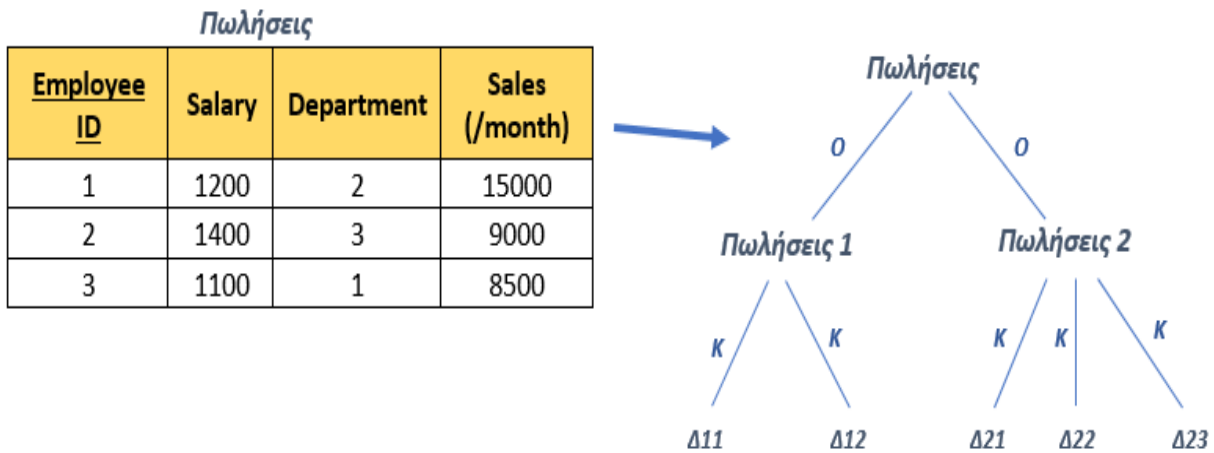 Πωλήσεις
Employee ID
Salary
Department
Sales (/month)
1 1200 2 15000
2 1400 3 9000
3 1100 1 8500
Πωλήσεις
Ο Ο
Πωλήσεις 1 Πωλήσεις 2
Κ Κ Κ Κ Κ
Δ11 Δ12 Δ21 Δ22 Δ23